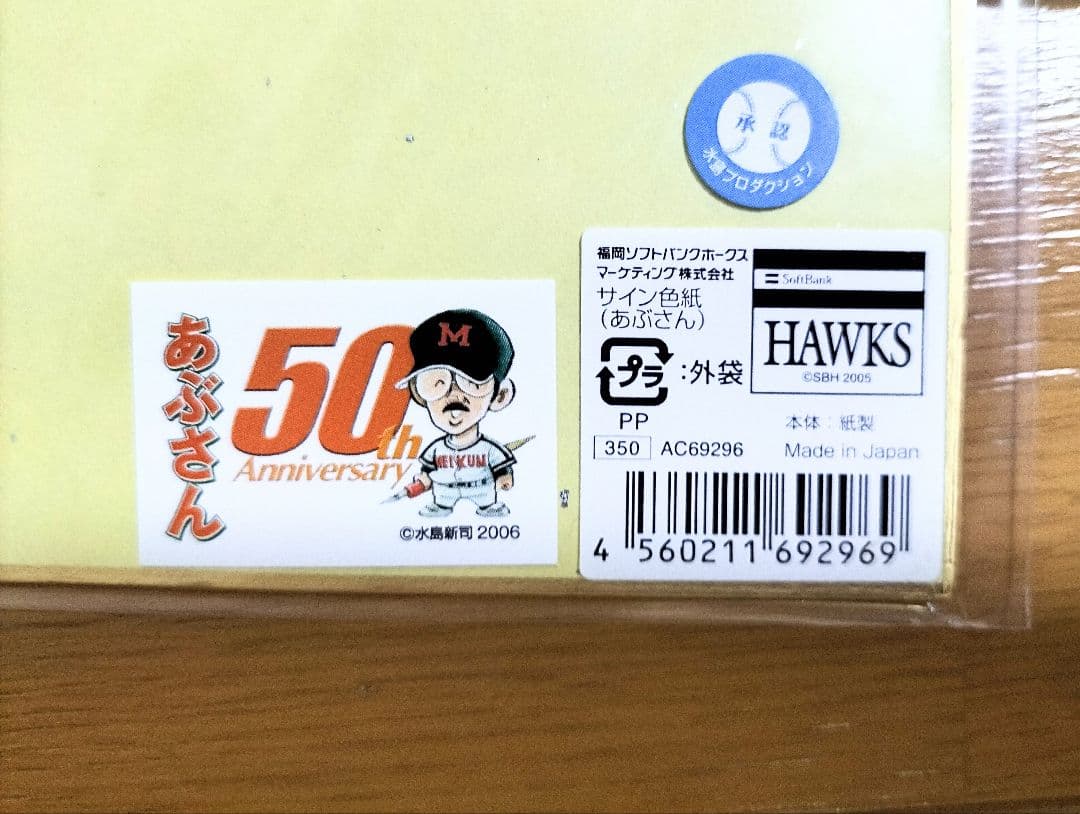 承認
水島プロダクション
あぶさん
50th
Anniversary
M
MEIKUN
©水島新司 2006
福岡ソフトバンクホークス
マーケティング株式会社
サイン色紙
(あぶさん)
プラ:外袋
PP
350 AC69296
SoftBank
HAWKS
©SBH 2005
本体:紙製
Made in Japan
4 560211 692969